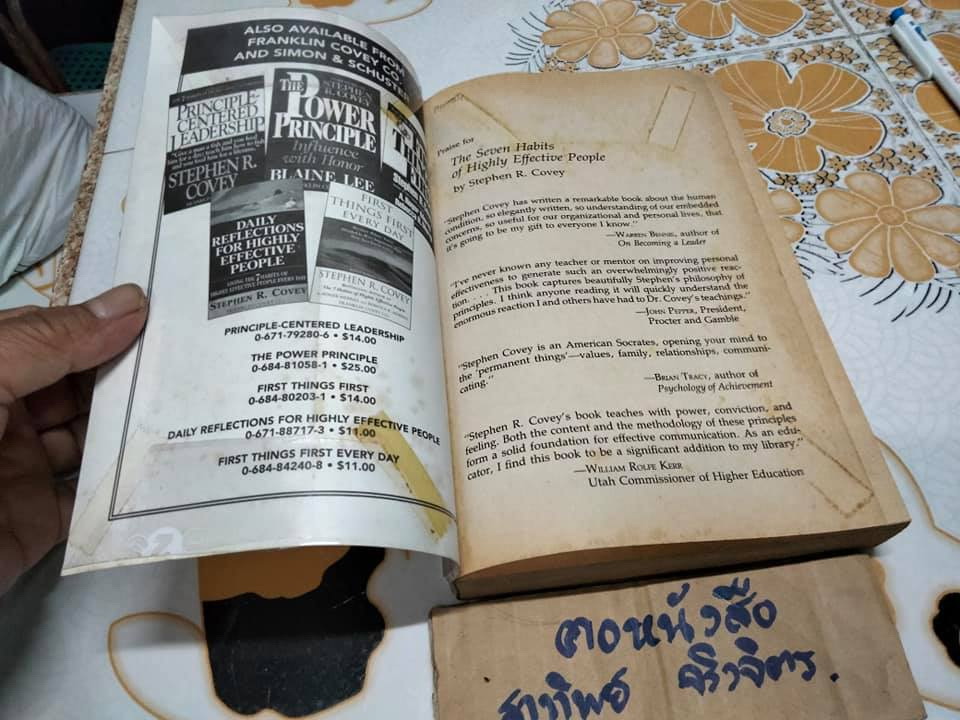 ALSO AVAILABLE FROM
FRANKLIN COVEY CO.
AND SIMON & SCHUSTER
PRINCIPLE-
CENTERED
LEADERSHIP
STEPHEN R.
COVEY
STEPHEN
R. COVEY
THE
POWER
PRINCIPLE
Influence
with Honor
BLAINE LEE
DAILY
REFLECTIONS
FOR HIGHLY
EFFECTIVE
PEOPLE
STEPHEN R. COVEY
FIRST
THINGS FIRST
EVERY DAY
STEPHEN R. COVEY
PRINCIPLE-CENTERED LEADERSHIP
0-671-79280-6 • $14.00
THE POWER PRINCIPLE
0-684-81058-1 • $25.00
FIRST THINGS FIRST
0-684-80203-1 • $14.00
DAILY REFLECTIONS FOR HIGHLY EFFECTIVE PEOPLE
0-671-88717-3 • $11.00
FIRST THINGS FIRST EVERY DAY
0-684-84240-8 • $11.00
Praise for
The Seven Habits
of Highly Effective People
by Stephen R. Covey
"Stephen Covey has written a remarkable book about the human
condition, so elegantly written, so understanding of our embedded
concerns, so useful for our organizational and personal lives, that
it's going to be my gift to everyone I know."
—WARREN BENNIS, author of
On Becoming a Leader
"I've never known any teacher or mentor on improving personal
effectiveness to generate such an overwhelmingly positive reac-
tion. . . . This book captures beautifully Stephen's philosophy of
principles. I think anyone reading it will quickly understand the
enormous reaction I and others have had to Dr. Covey's teachings."
—JOHN PEPPER, President,
Procter and Gamble
"Stephen Covey is an American Socrates, opening your mind to
the 'permanent things'—values, family, relationships, communi-
cating."
—BRIAN TRACY, author of
Psychology of Achievement
"Stephen R. Covey's book teaches with power, conviction, and
feeling. Both the content and the methodology of these principles
form a solid foundation for effective communication. As an edu-
cator, I find this book to be a significant addition to my library."
—WILLIAM ROLFE KERR
Utah Commissioner of Higher Education
ตอหนังสือ